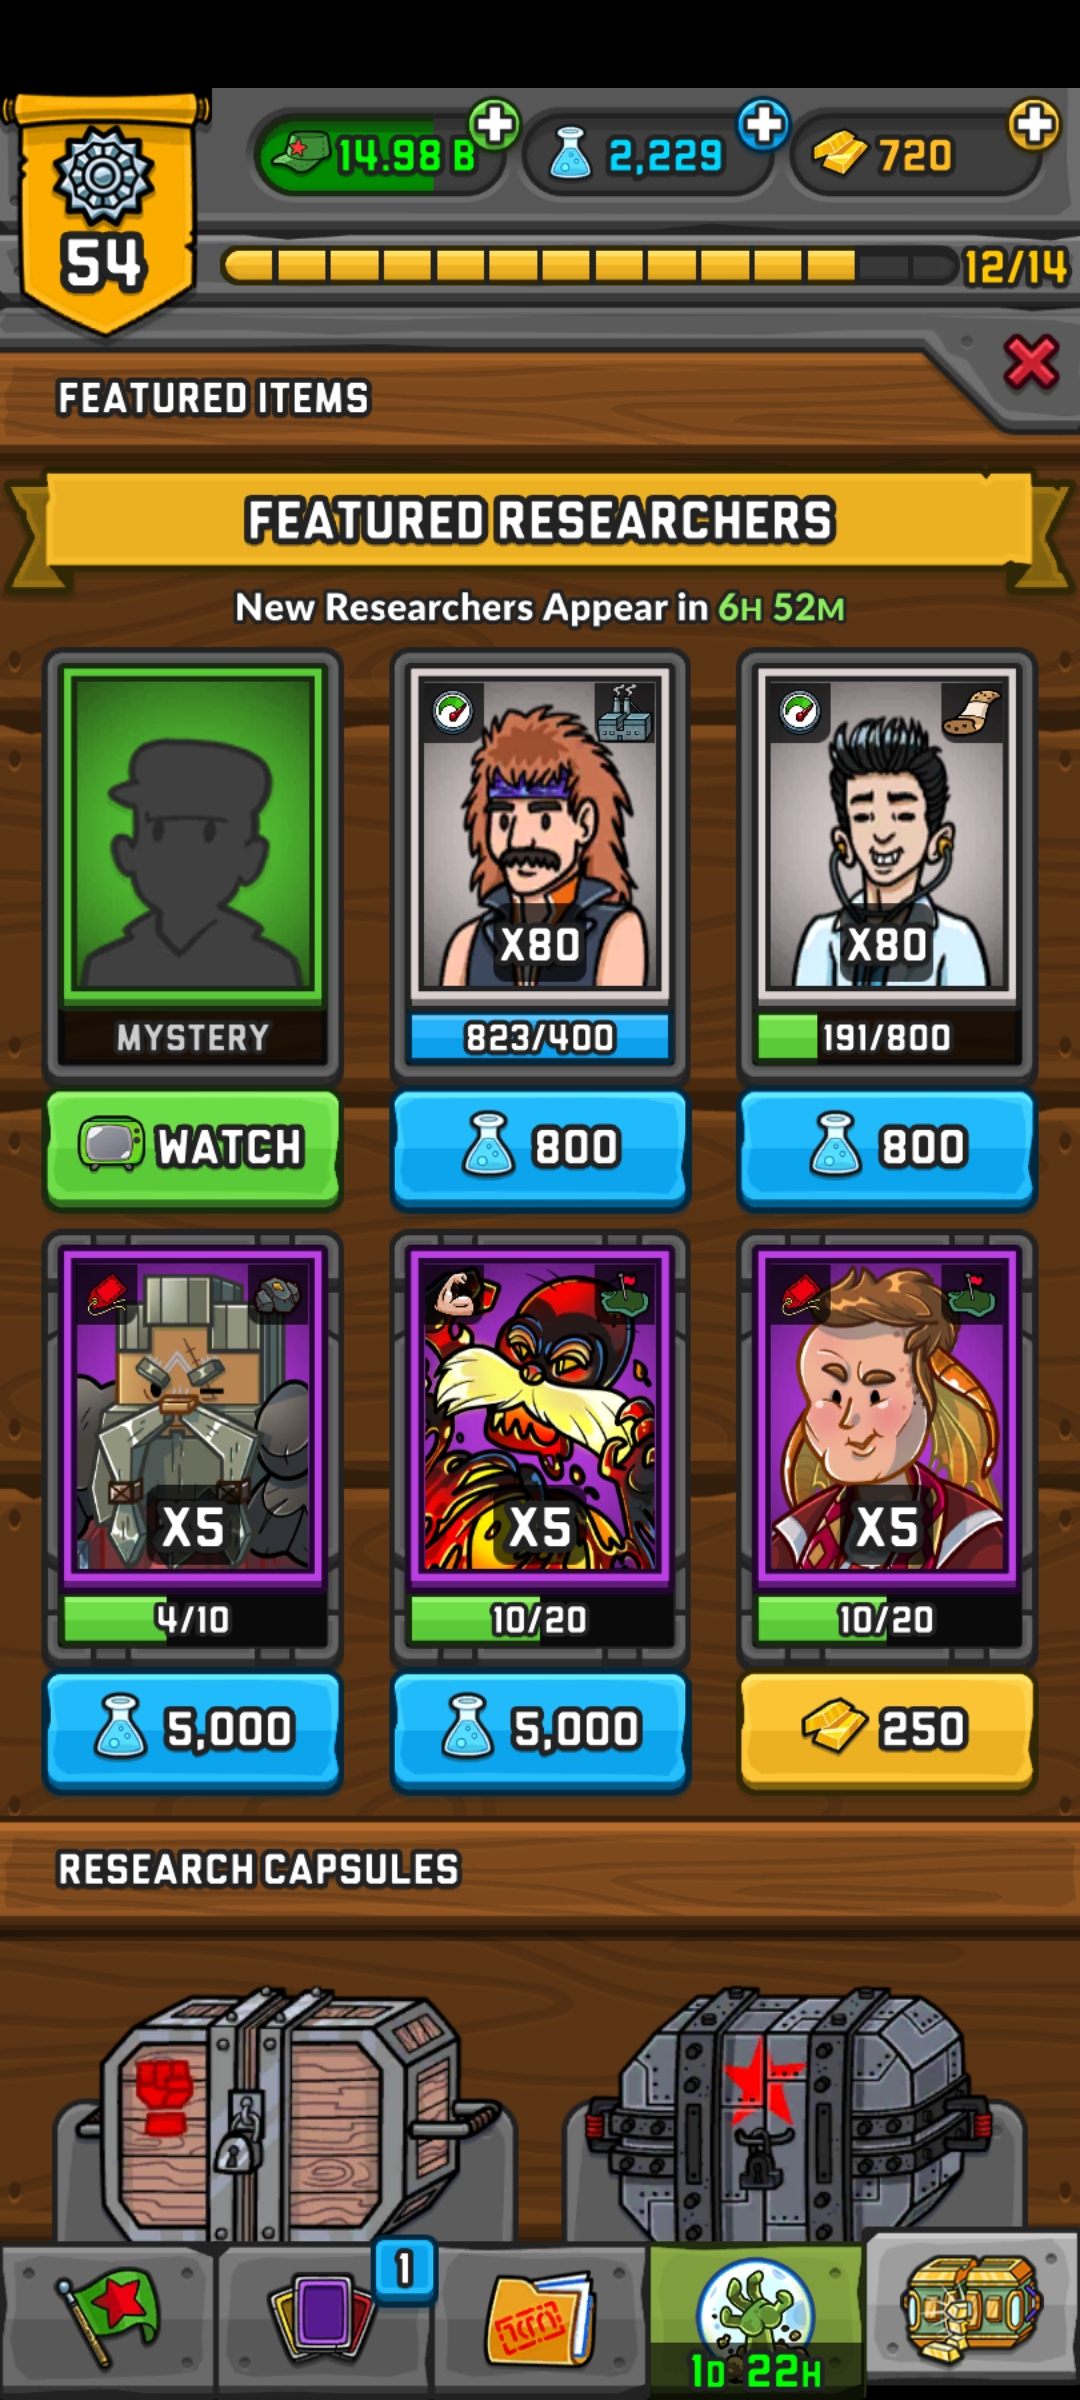 14.98 B
2,229
720
54
12/14
FEATURED ITEMS
FEATURED RESEARCHERS
New Researchers Appear in 6H 52M
X80
X80
MYSTERY
823/400
191/800
WATCH
800
800
X5
X5
X5
4/10
10/20
10/20
5,000
5,000
250
RESEARCH CAPSULES
1
1D 22H